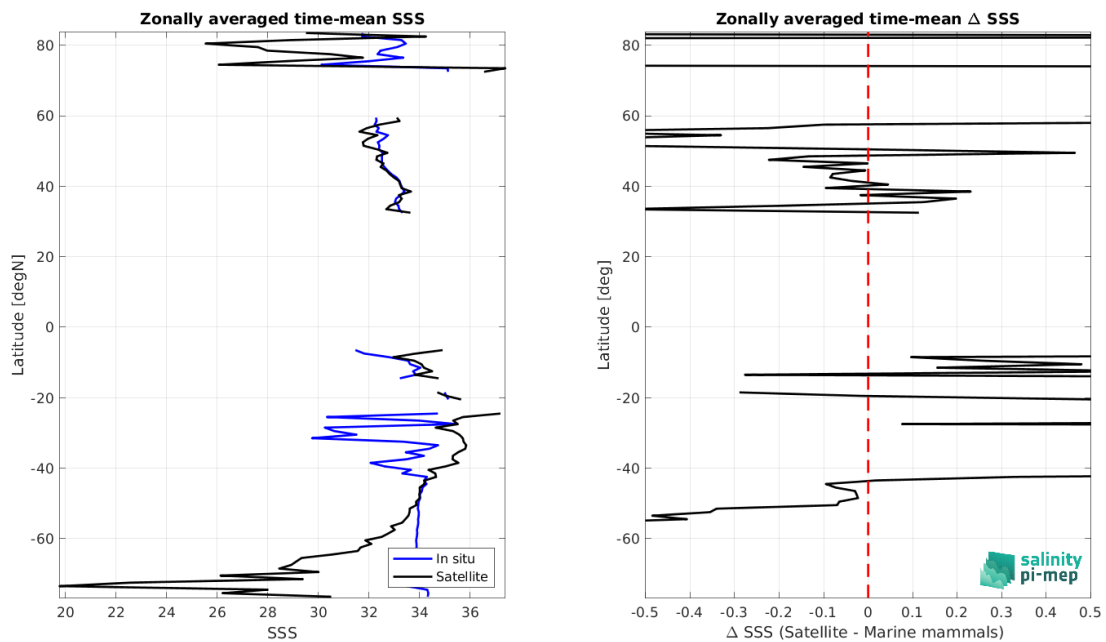 Zonally averaged time-mean SSS
80
60
40
20
0
-20
-40
-60
Latitude [degN]
In situ
Satellite
20 22 24 26 28 30 32 34 36
SSS
Zonally averaged time-mean Δ SSS
80
60
40
20
0
-20
-40
-60
Latitude [deg]
salinity
pi-mep
-0.5 -0.4 -0.3 -0.2 -0.1 0 0.1 0.2 0.3 0.4 0.5
Δ SSS (Satellite - Marine mammals)